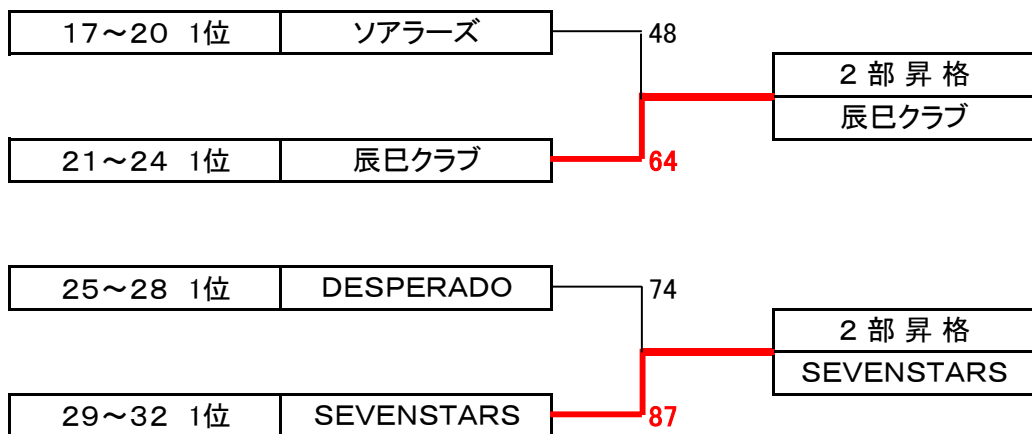 17～20 1位 ソアラーズ 48
２ 部 昇 格
辰巳クラブ
21～24 1位 辰巳クラブ 64
25～28 1位 DESPERADO 74
２ 部 昇 格
SEVENSTARS
29～32 1位 SEVENSTARS 87